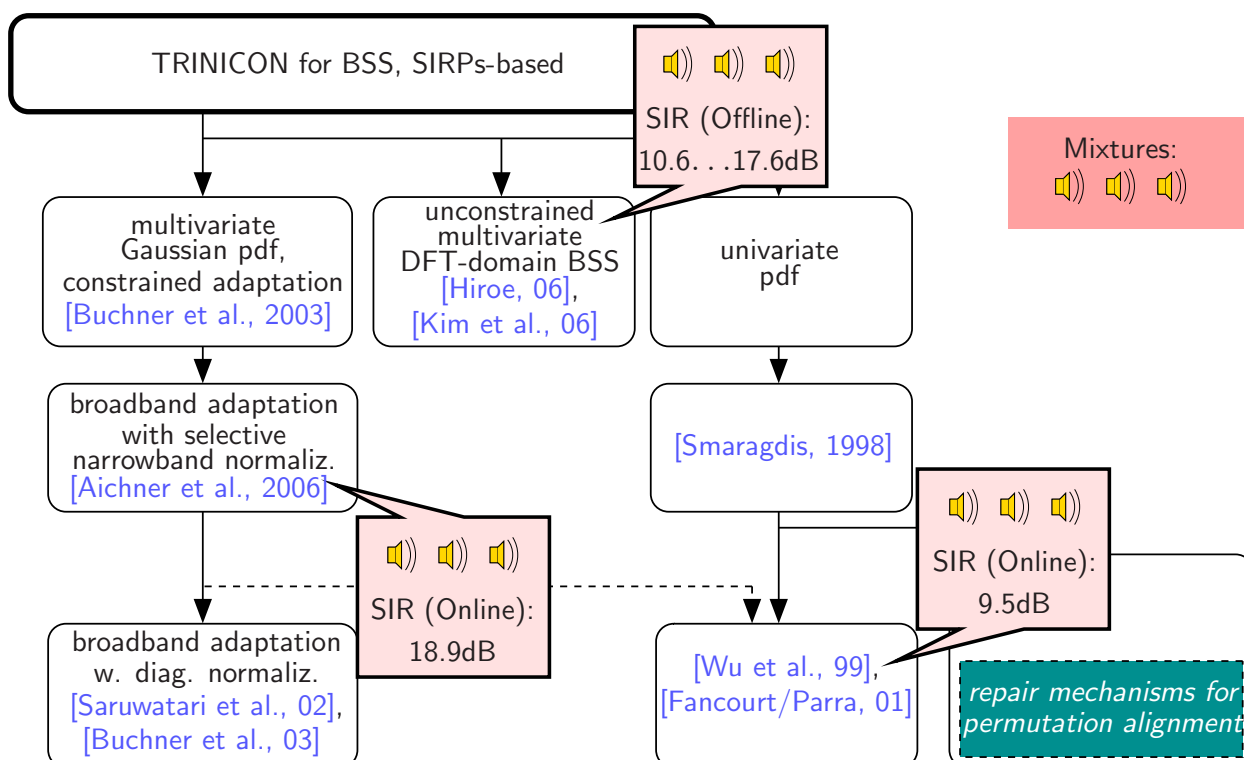 TRINICON for BSS, SIRPs-based
SIR (Offline):
10.6. . .17.6dB
Mixtures:
multivariate
Gaussian pdf,
constrained adaptation
[Buchner et al., 2003]
unconstrained
multivariate
DFT-domain BSS
[Hiroe, 06],
[Kim et al., 06]
univariate
pdf
broadband adaptation
with selective
narrowband normaliz.
[Aichner et al., 2006]
[Smaragdis, 1998]
SIR (Online):
18.9dB
SIR (Online):
9.5dB
broadband adaptation
w. diag. normaliz.
[Saruwatari et al., 02],
[Buchner et al., 03]
[Wu et al., 99],
[Fancourt/Parra, 01]
repair mechanisms for
permutation alignment